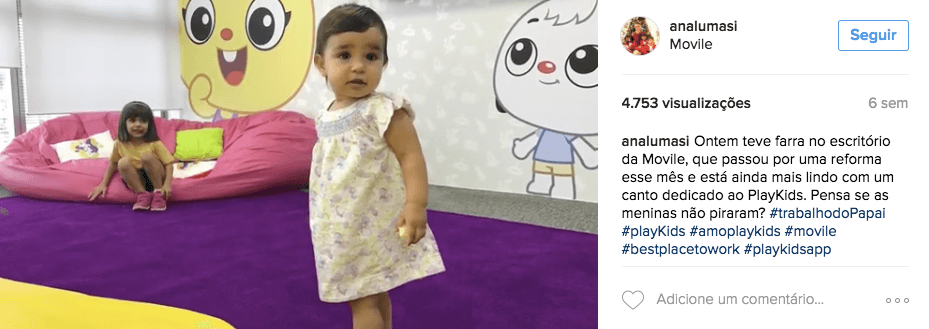 analumasi
Movile
Seguir
4.753 visualizações
6 sem
analumasi Ontem teve farra no escritório
da Movile, que passou por uma reforma
esse mês e está ainda mais lindo com um
canto dedicado ao PlayKids. Pensa se as
meninas não piraram? #trabalhodoPapai
#playKids #amoplaykids #movile
#bestplacetowork #playkidsapp
Adicione um comentário...